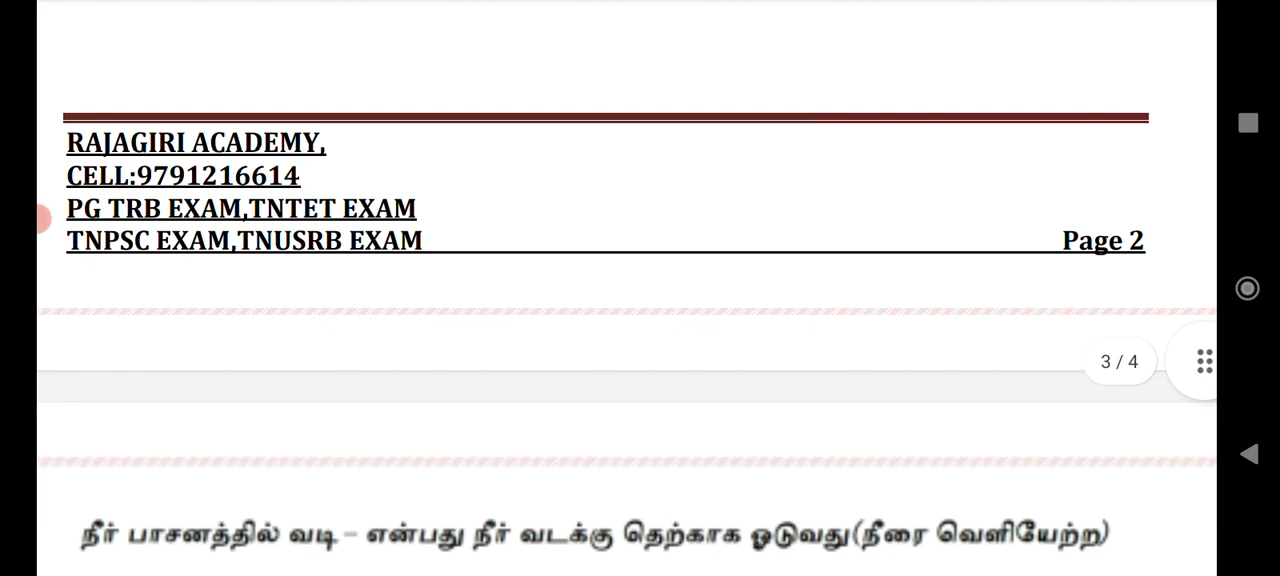 RAJAGIRI ACADEMY,
CELL:9791216614
PG TRB EXAM,TNTET EXAM
TNPSC EXAM,TNUSRB EXAM Page 2
3 / 4
நீர் பாசனத்தில் வடி – என்பது நீர் வடக்கு தெற்காக ஓடுவது(நீரை வெளியேற்ற)